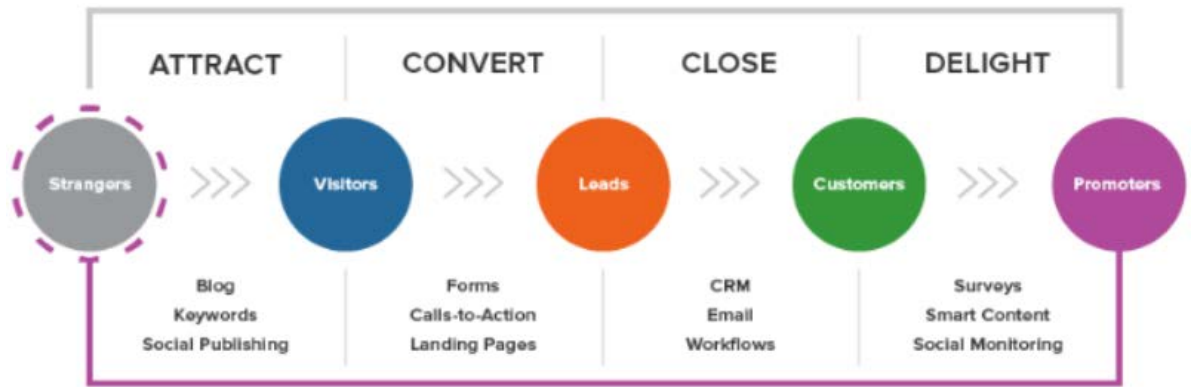 ATTRACT
CONVERT
CLOSE
DELIGHT
Strangers
Visitors
Leads
Customers
Promoters
Blog
Keywords
Social Publishing
Forms
Calls-to-Action
Landing Pages
CRM
Email
Workflows
Surveys
Smart Content
Social Monitoring